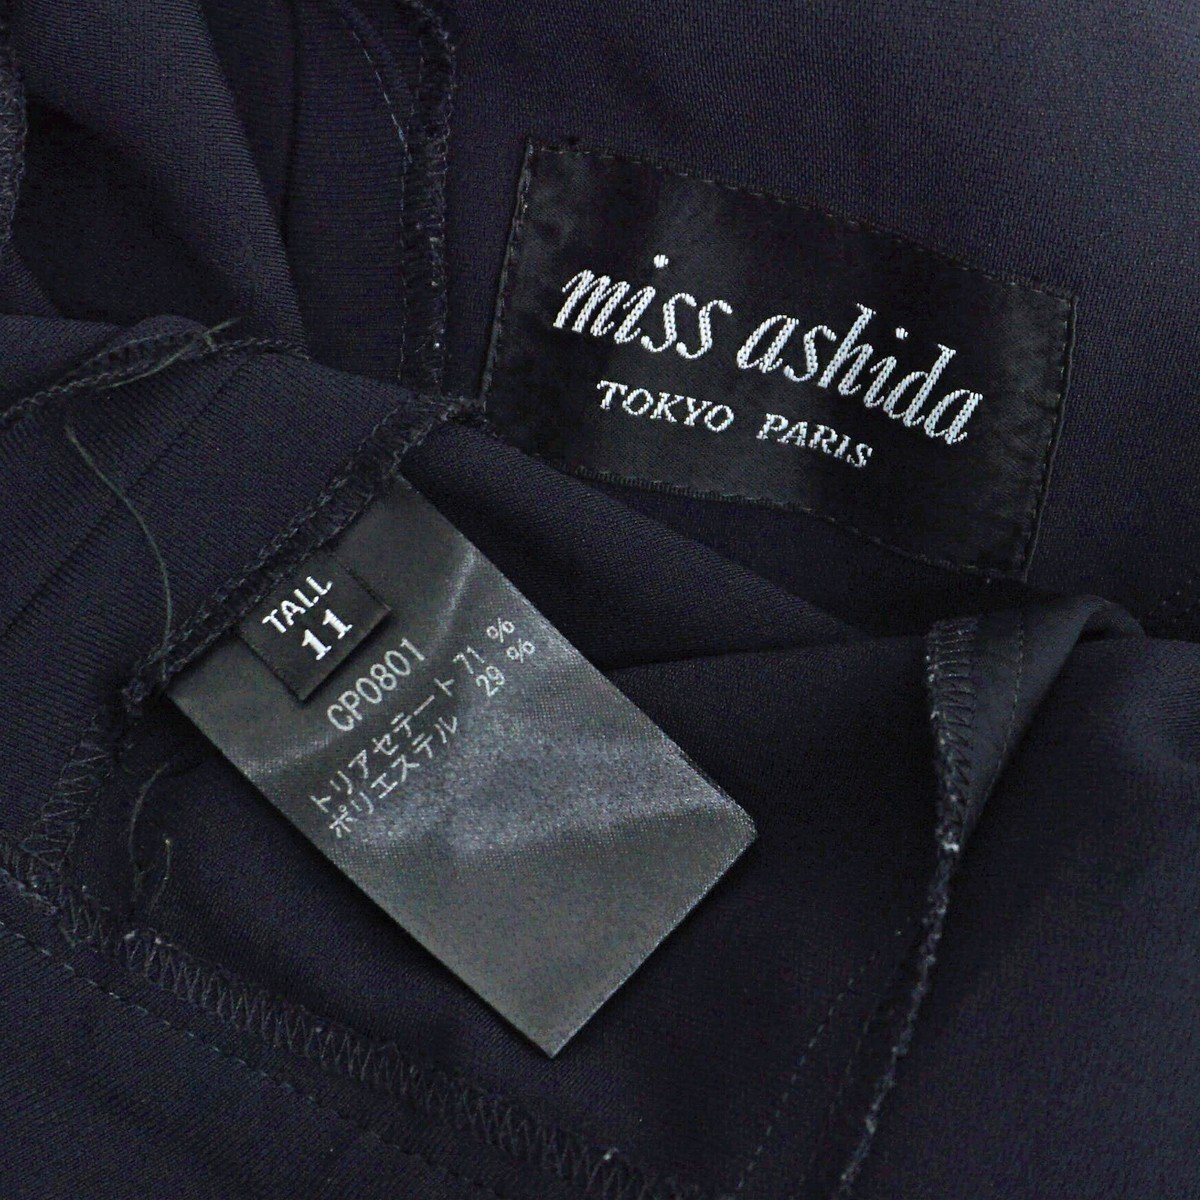 miss ashida
TOKYO PARIS
TALL
11
CP0801
トリアセテート 71 %
ポリエステル 29 %